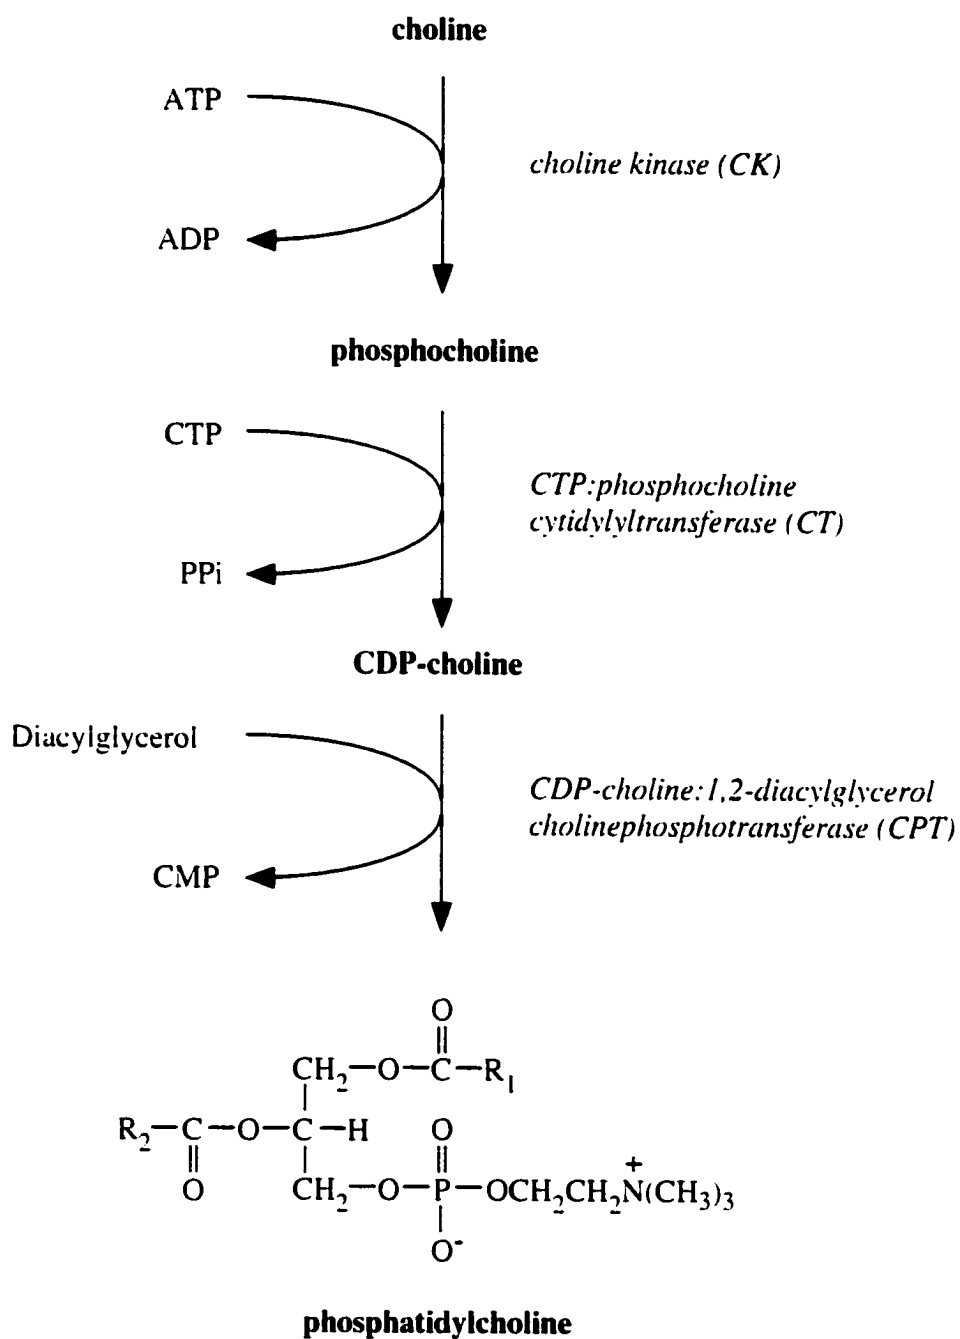 choline
ATP
choline kinase (CK)
ADP
phosphocholine
CTP
CTP:phosphocholine
cytidylyltransferase (CT)
PPi
CDP-choline
Diacylglycerol
CDP-choline:1,2-diacylglycerol
cholinephosphotransferase (CPT)
CMP
O
CH2—O—C—R1
R2—C—O—C—H O
O CH2—O—P—OCH2CH2N(CH3)3
+
O-
phosphatidylcholine